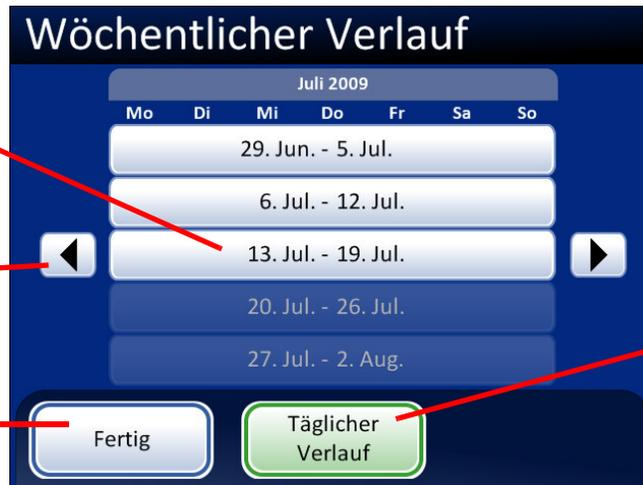 Wöchentlicher Verlauf
Juli 2009
Mo Di Mi Do Fr Sa So
29. Jun. - 5. Jul.
6. Jul. - 12. Jul.
13. Jul. - 19. Jul.
20. Jul. - 26. Jul.
27. Jul. - 2. Aug.
Fertig
Täglicher
Verlauf